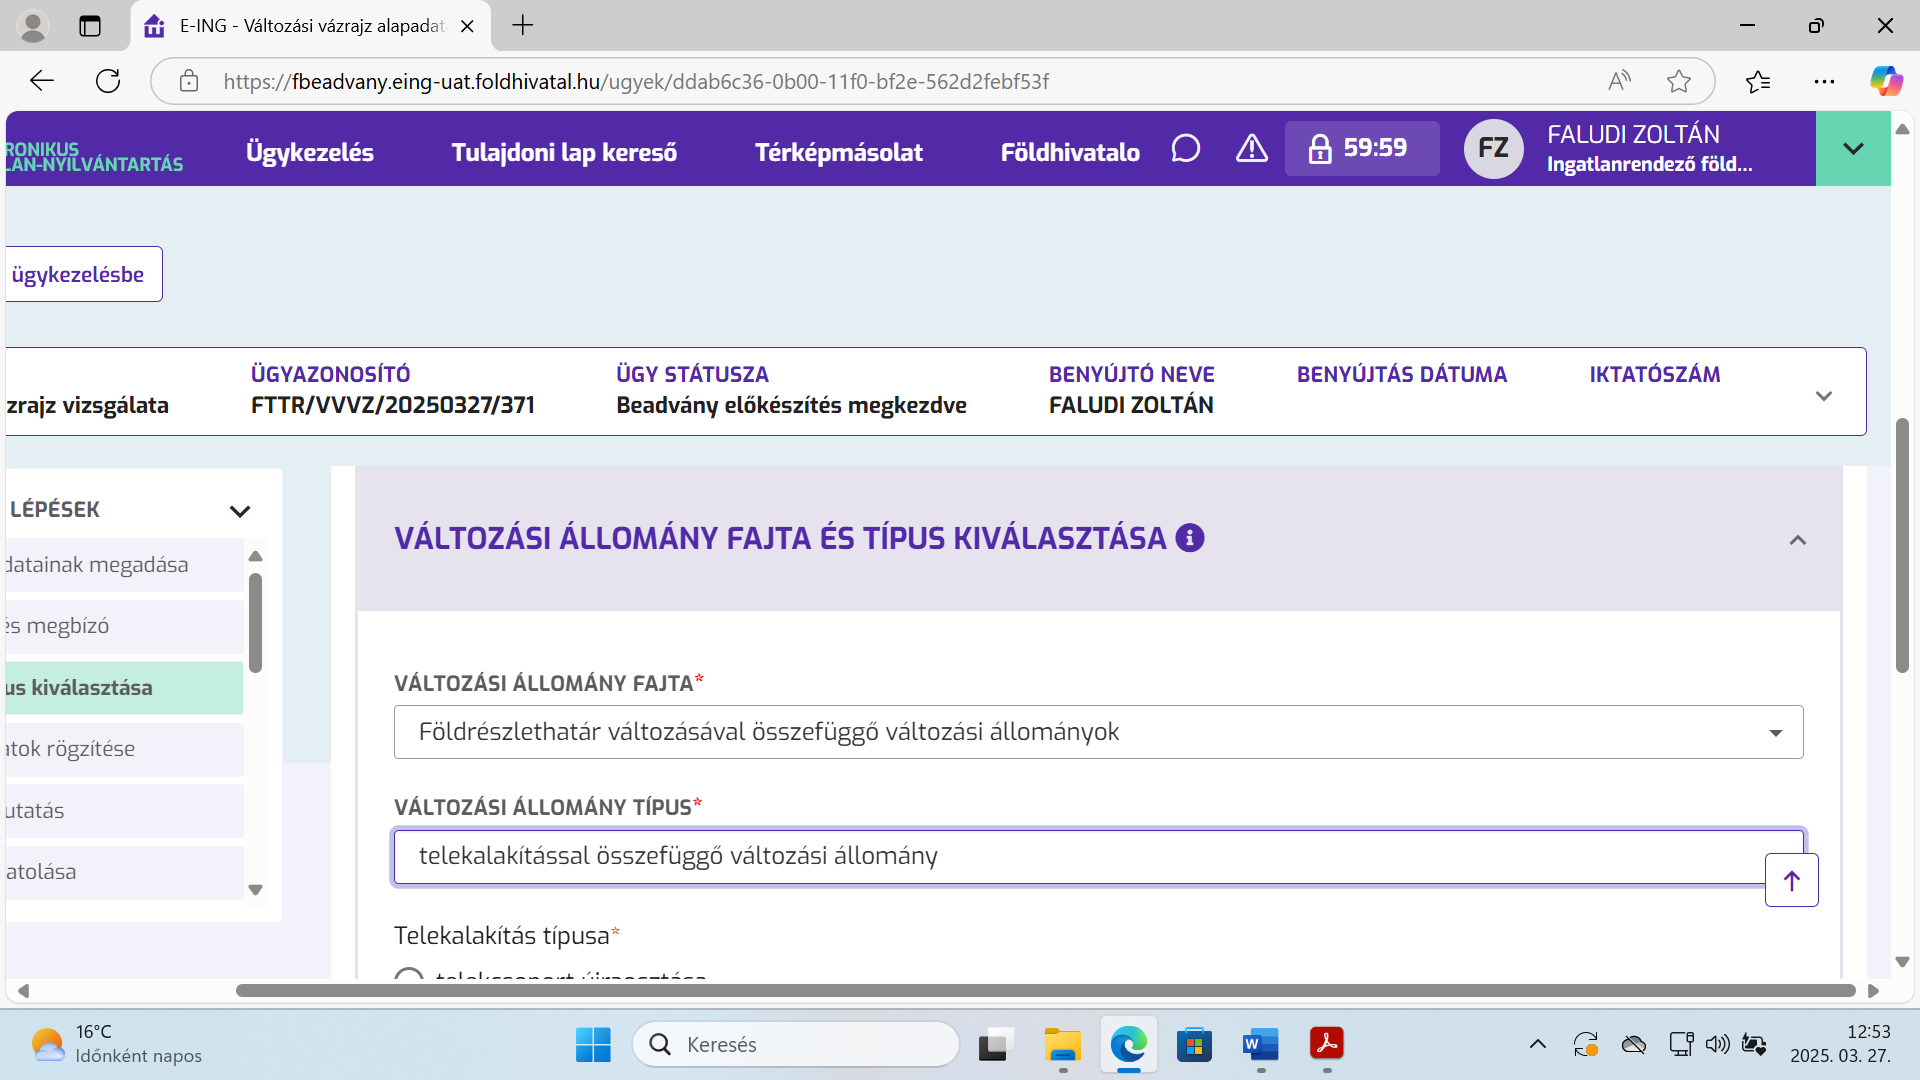 E-ING - Változási vázrajz alapadat
https://fbeadvany.eing-uat.foldhivatal.hu/ugyek/ddab6c36-0b00-11f0-bf2e-562d2febf53f
RONIKUS
LAN-NYILVÁNTARTÁS
Ügykezelés
Tulajdoni lap kereső
Térképmásolat
Földhivatalo
59:59
FZ
FALUDI ZOLTÁN
Ingatlanrendező föld...
ügykezelésbe
zrajz vizsgálata
ÜGYAZONOSÍTÓ
FTTR/VVVZ/20250327/371
ÜGY STÁTUSZA
Beadvány előkészítés megkezdve
BENYÚJTÓ NEVE
FALUDI ZOLTÁN
BENYÚJTÁS DÁTUMA
IKTATÓSZÁM
LÉPÉSEK
datainak megadása
és megbízó
us kiválasztása
atok rögzítése
utatás
atolása
VÁLTOZÁSI ÁLLOMÁNY FAJTA ÉS TÍPUS KIVÁLASZTÁSA
VÁLTOZÁSI ÁLLOMÁNY FAJTA*
Földrészlethatár változásával összefüggő változási állományok
VÁLTOZÁSI ÁLLOMÁNY TÍPUS*
telekalakítással összefüggő változási állomány
Telekalakítás típusa*
telekcsoport újraosztása
16°C
Időnként napos
Keresés
12:53
2025. 03. 27.